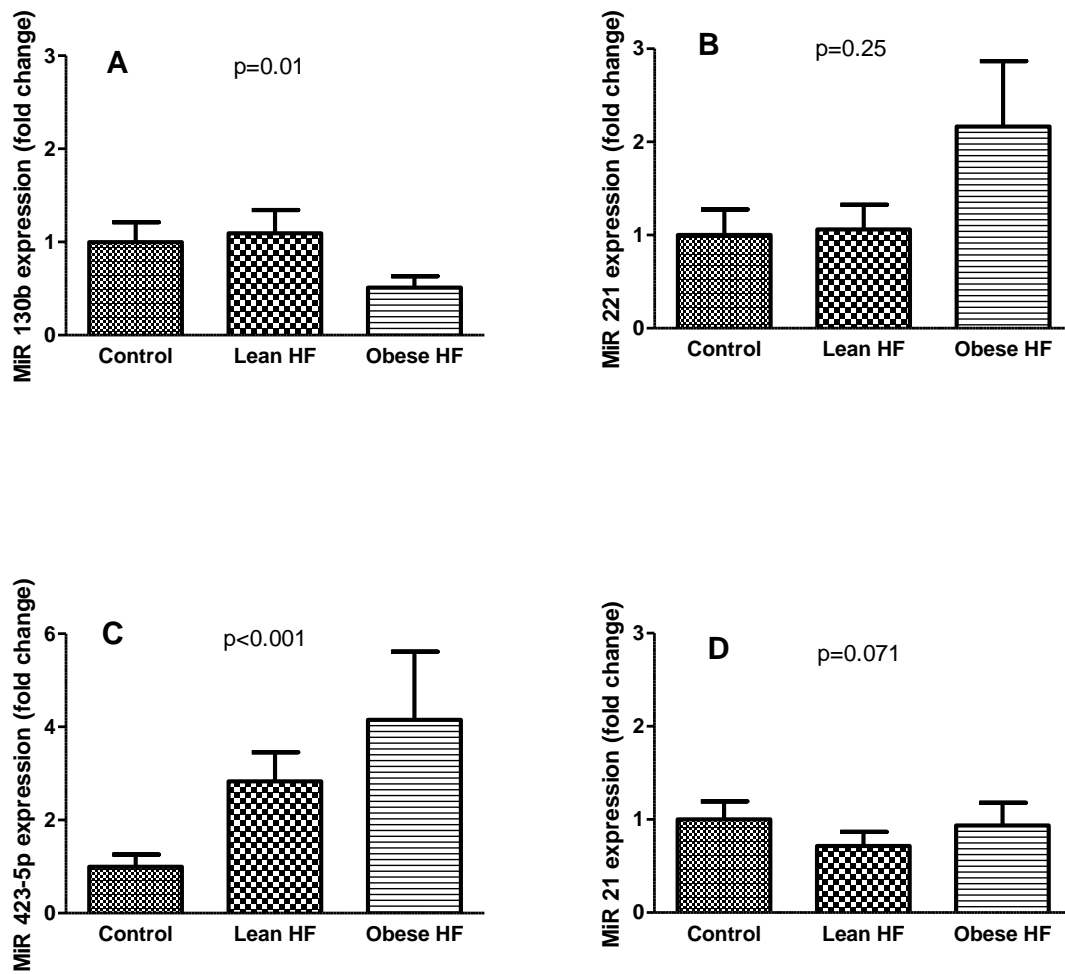 A
p=0.01
MiR 130b expression (fold change)
3
2
1
0
Control Lean HF Obese HF
B
p=0.25
MiR 221 expression (fold change)
3
2
1
0
Control Lean HF Obese HF
C
p<0.001
MiR 423-5p expression (fold change)
6
4
2
0
Control Lean HF Obese HF
D
p=0.071
MiR 21 expression (fold change)
3
2
1
0
Control Lean HF Obese HF